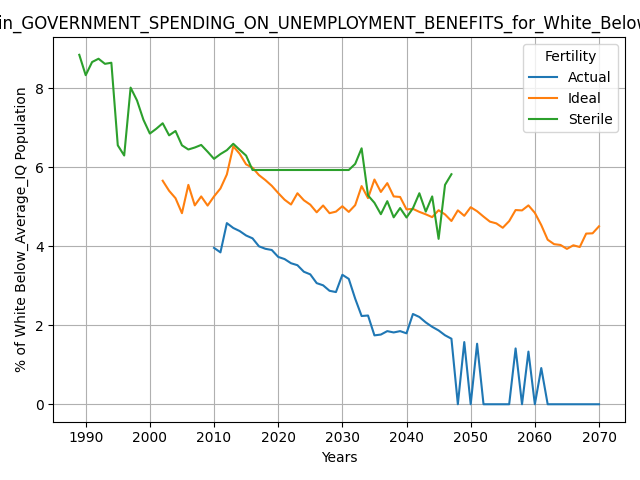 in_GOVERNMENT_SPENDING_ON_UNEMPLOYMENT_BENEFITS_for_White_Below
Fertility
Actual
Ideal
Sterile
% of White Below_Average_IQ Population
8
6
4
2
0
1990 2000 2010 2020 2030 2040 2050 2060 2070
Years